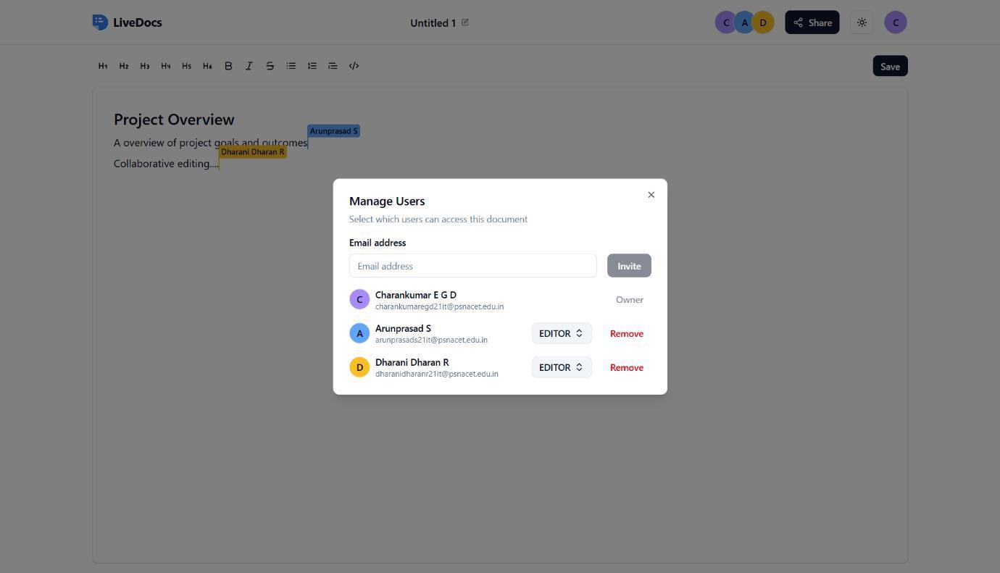 LiveDocs
Untitled 1
C A D
Share
C
H1 H2 H3 H4 H5 H6 B I S </>
Save
Project Overview
Arunprasad S
A overview of project goals and outcomes
Dharani Dharan R
Collaborative editing....
Manage Users
Select which users can access this document
Email address
Email address
Invite
C
Charankumar E G D
Owner
charankumaregd21it@psnacet.edu.in
A
Arunprasad S
EDITOR
Remove
arunprasads21it@psnacet.edu.in
D
Dharani Dharan R
EDITOR
Remove
dharanidharanr21it@psnacet.edu.in